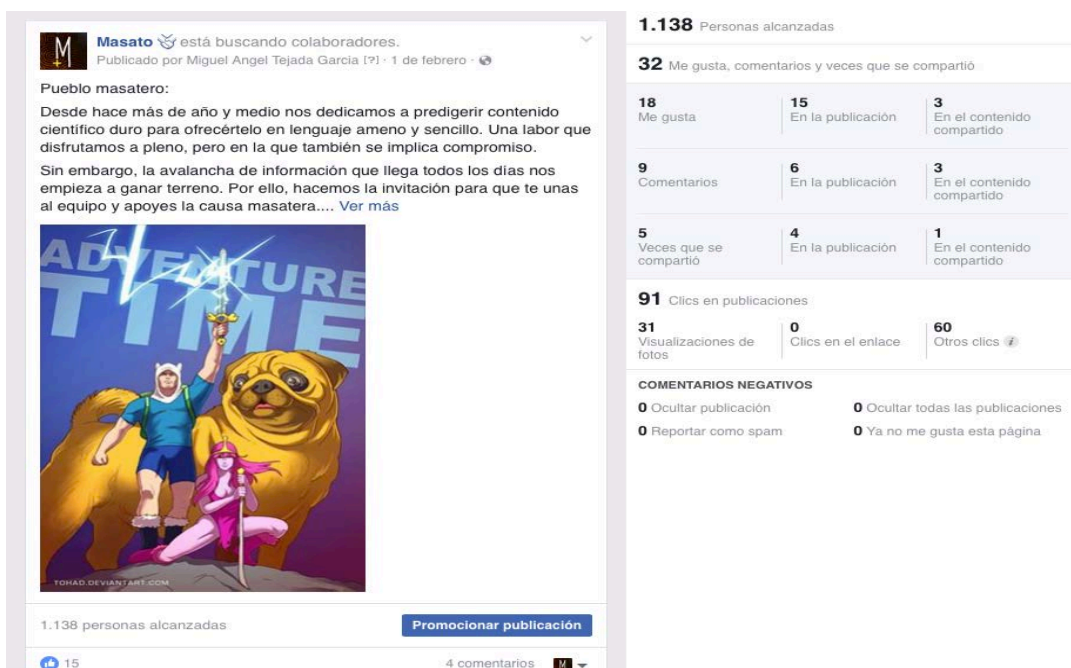 Masato está buscando colaboradores.
Publicado por Miguel Angel Tejada García [?] · 1 de febrero ·
Pueblo masatero:
Desde hace más de año y medio nos dedicamos a predigerir contenido
científico duro para ofrecértelo en lenguaje ameno y sencillo. Una labor que
disfrutamos a pleno, pero en la que también se implica compromiso.
Sin embargo, la avalancha de información que llega todos los días nos
empieza a ganar terreno. Por ello, hacemos la invitación para que te unas
al equipo y apoyes la causa masatera.... Ver más
ADVENTURE
TIME
TOHAD.DEVIANTART.COM
1.138 personas alcanzadas
Promocionar publicación
15
4 comentarios
1.138 Personas alcanzadas
32 Me gusta, comentarios y veces que se compartió
18
Me gusta
15
En la publicación
3
En el contenido
compartido
9
Comentarios
6
En la publicación
3
En el contenido
compartido
5
Veces que se
compartió
4
En la publicación
1
En el contenido
compartido
91 Clics en publicaciones
31
Visualizaciones de
fotos
0
Clics en el enlace
60
Otros clics
COMENTARIOS NEGATIVOS
0 Ocultar publicación
0 Ocultar todas las publicaciones
0 Reportar como spam
0 Ya no me gusta esta página